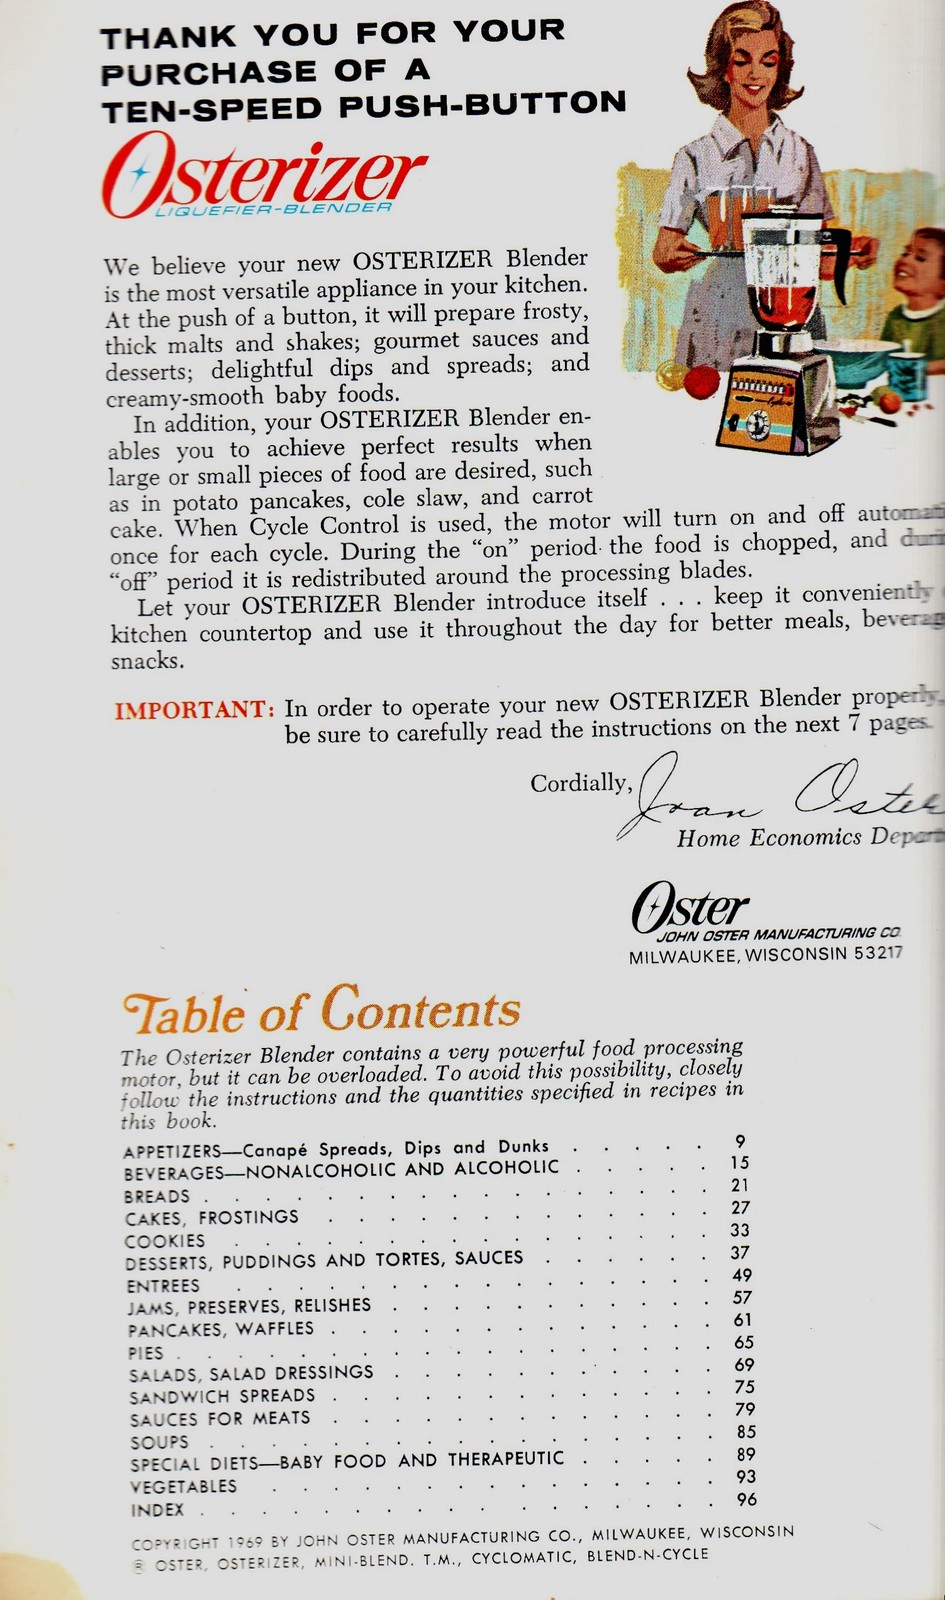 THANK YOU FOR YOUR
PURCHASE OF A
TEN-SPEED PUSH-BUTTON
Osterizer
LIQUEFIER-BLENDER
We believe your new OSTERIZER Blender
is the most versatile appliance in your kitchen.
At the push of a button, it will prepare frosty,
thick malts and shakes; gourmet sauces and
desserts; delightful dips and spreads; and
creamy-smooth baby foods.
In addition, your OSTERIZER Blender en-
ables you to achieve perfect results when
large or small pieces of food are desired, such
as in potato pancakes, cole slaw, and carrot
cake. When Cycle Control is used, the motor will turn on and off automati
once for each cycle. During the "on" period the food is chopped, and duri
"off" period it is redistributed around the processing blades.
Let your OSTERIZER Blender introduce itself . . . keep it conveniently
kitchen countertop and use it throughout the day for better meals, beverag
snacks.
IMPORTANT: In order to operate your new OSTERIZER Blender properly,
be sure to carefully read the instructions on the next 7 pages.
Cordially, Joan Oster
Home Economics Depart
Oster
JOHN OSTER MANUFACTURING CO.
MILWAUKEE, WISCONSIN 53217
Table of Contents
The Osterizer Blender contains a very powerful food processing
motor, but it can be overloaded. To avoid this possibility, closely
follow the instructions and the quantities specified in recipes in
this book.
APPETIZERS—Canapé Spreads, Dips and Dunks . . . . . 9
BEVERAGES—NONALCOHOLIC AND ALCOHOLIC . . . . . 15
BREADS . . . . . . . . . . . . . . . . . 21
CAKES, FROSTINGS . . . . . . . . . . . . . 27
COOKIES . . . . . . . . . . . . . . . . 33
DESSERTS, PUDDINGS AND TORTES, SAUCES . . . . . . 37
ENTREES . . . . . . . . . . . . . . . . 49
JAMS, PRESERVES, RELISHES . . . . . . . . . . . 57
PANCAKES, WAFFLES . . . . . . . . . . . . . 61
PIES . . . . . . . . . . . . . . . . . . 65
SALADS, SALAD DRESSINGS . . . . . . . . . . . 69
SANDWICH SPREADS . . . . . . . . . . . . . 75
SAUCES FOR MEATS . . . . . . . . . . . . . 79
SOUPS . . . . . . . . . . . . . . . . . 85
SPECIAL DIETS—BABY FOOD AND THERAPEUTIC . . . . . 89
VEGETABLES . . . . . . . . . . . . . . . 93
INDEX . . . . . . . . . . . . . . . . . 96
COPYRIGHT 1969 BY JOHN OSTER MANUFACTURING CO., MILWAUKEE, WISCONSIN
® OSTER, OSTERIZER, MINI-BLEND. T.M., CYCLOMATIC, BLEND-N-CYCLE